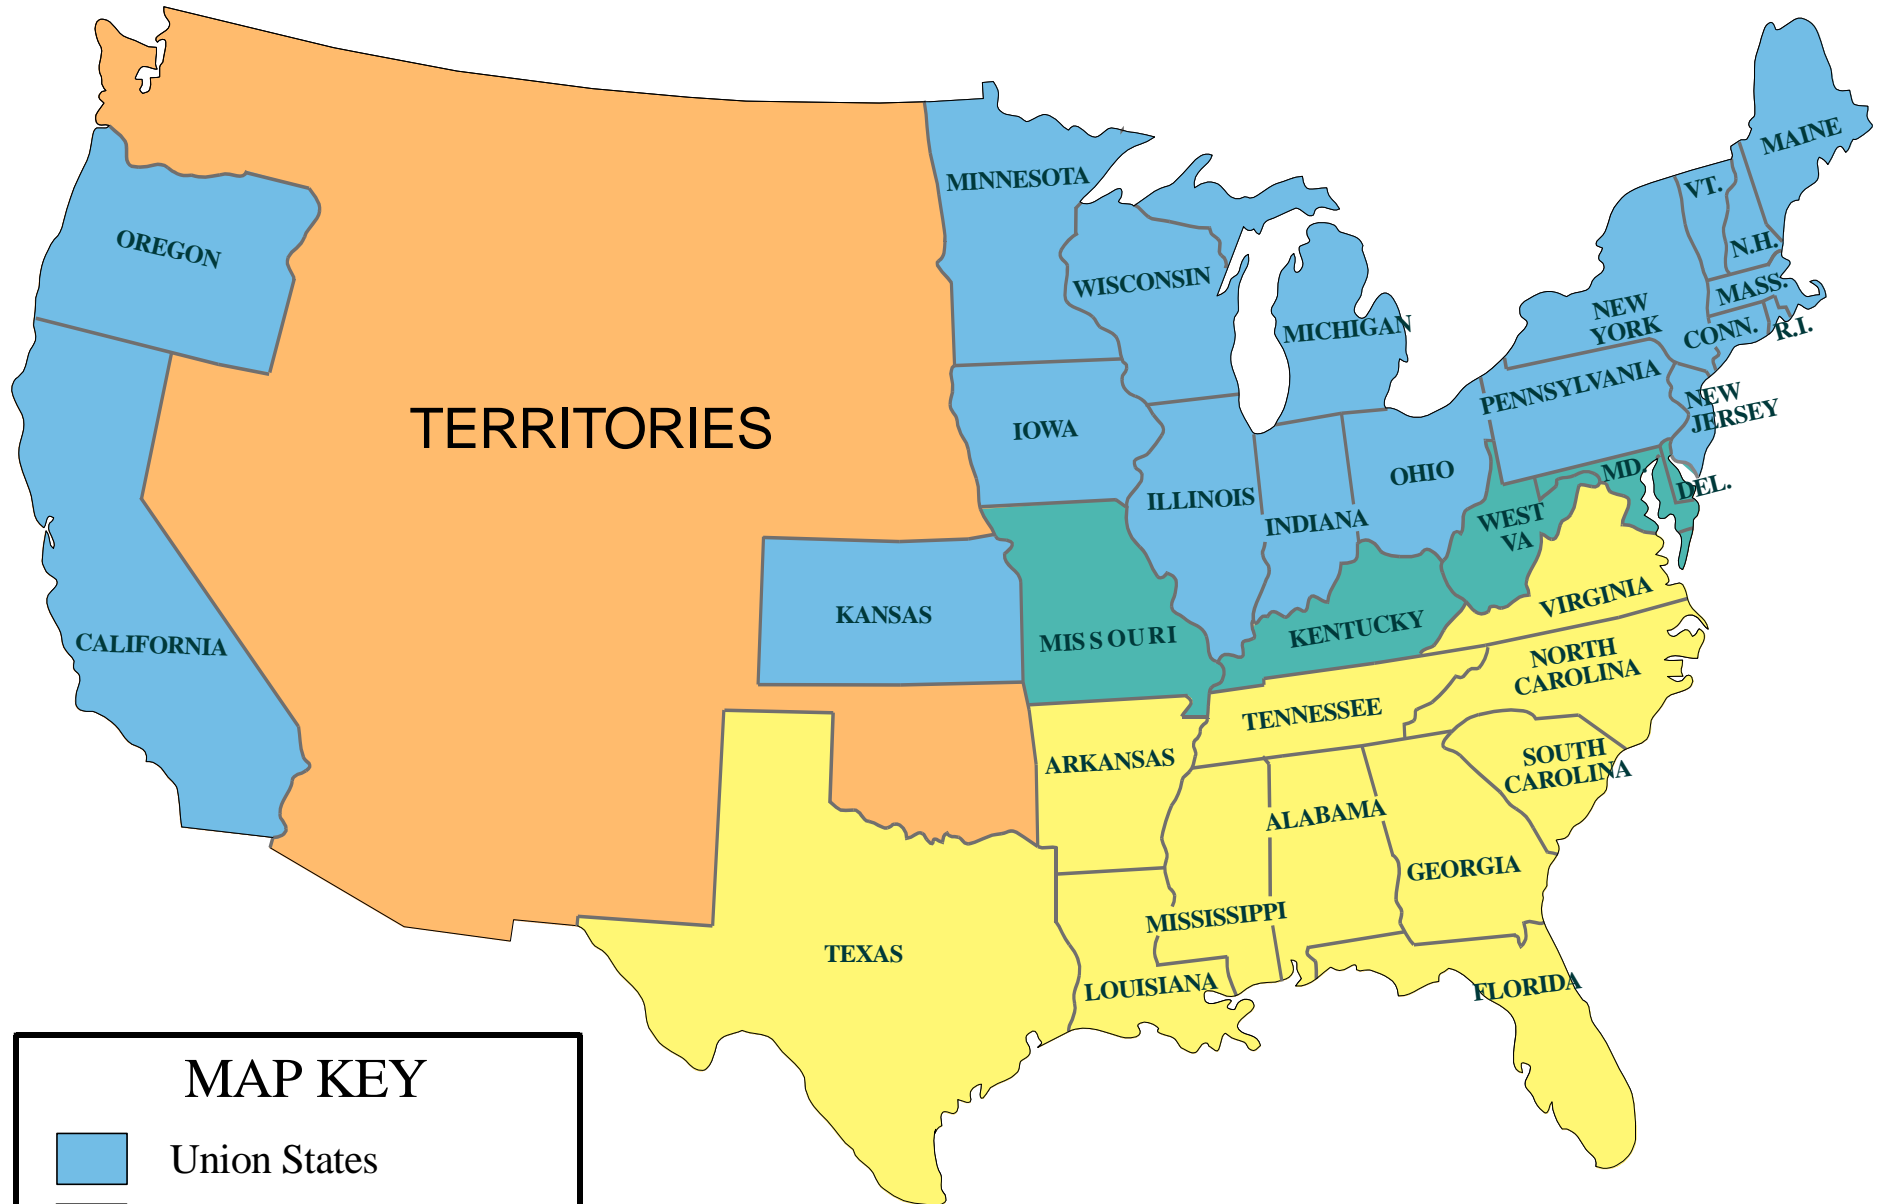 MAINE
VT.
MINNESOTA
OREGON
N.H.
WISCONSIN
MASS.
NEW
YORK
MICHIGAN
CONN.
R.I.
PENNSYLVANIA
NEW
JERSEY
TERRITORIES
IOWA
OHIO
MD.
DEL.
ILLINOIS
INDIANA
WEST
VA
KANSAS
VIRGINIA
CALIFORNIA
MISSOURI
KENTUCKY
NORTH
CAROLINA
TENNESSEE
ARKANSAS
SOUTH
CAROLINA
ALABAMA
GEORGIA
MISSISSIPPI
TEXAS
LOUISIANA
FLORIDA
MAP KEY
Union States